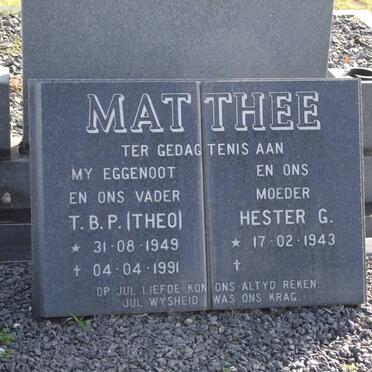 MATTHEE
TER GEDAGTENIS AAN
MY EGGENOOT
EN ONS VADER
T.B.P. (THEO)
★ 31·08·1949
✝ 04·04·1991
EN ONS
MOEDER
HESTER G.
★ 17·02·1943
✝
OP JUL LIEFDE KON ONS ALTYD REKEN.
JUL WYSHEID WAS ONS KRAG.